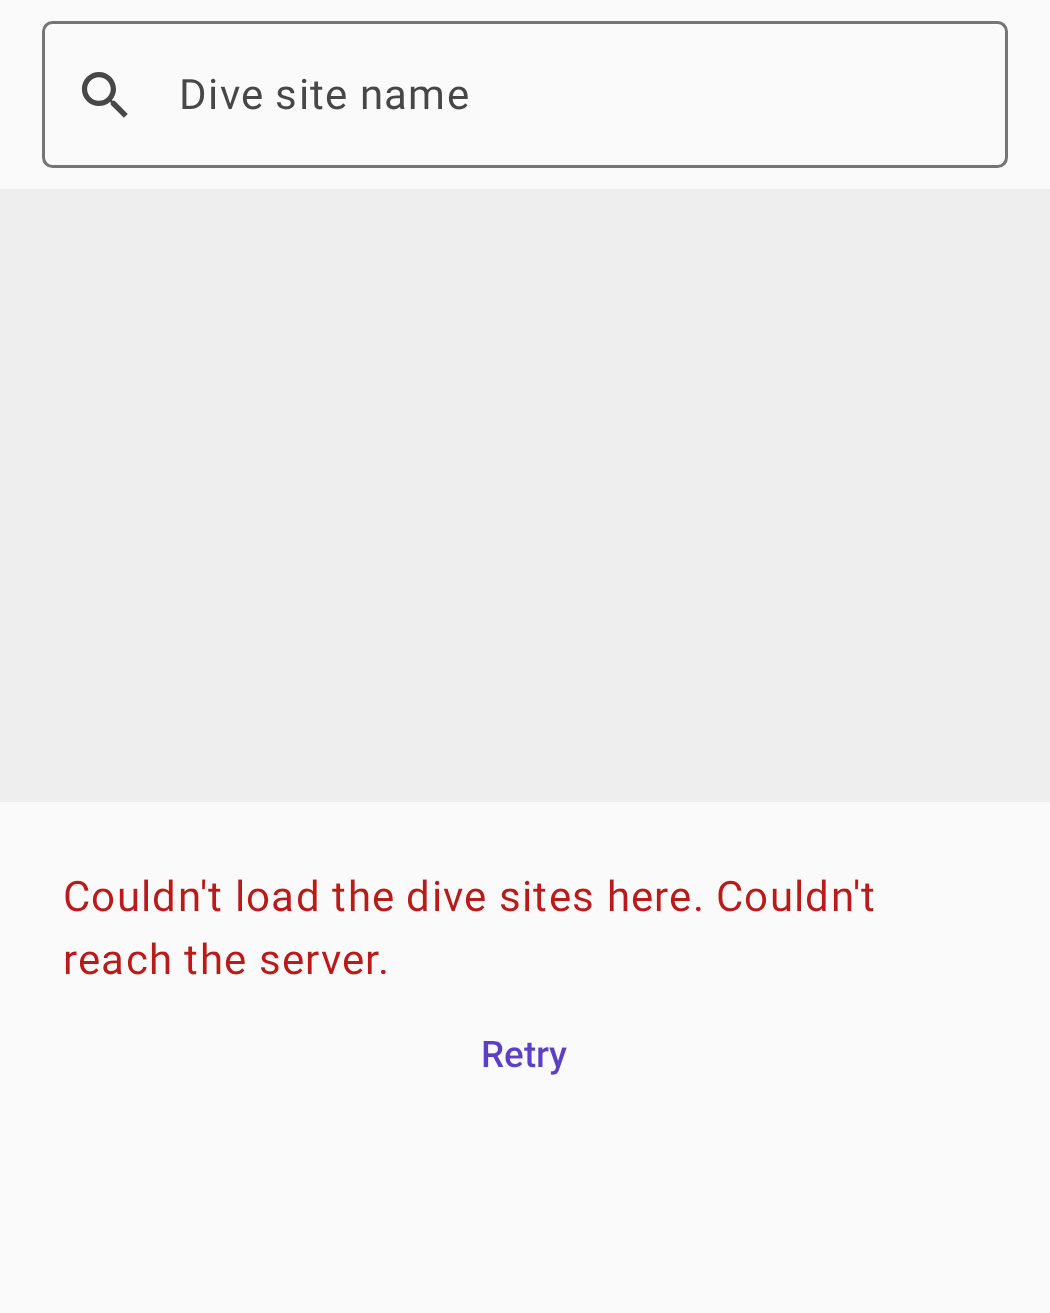 Dive site name
Couldn't load the dive sites here. Couldn't
reach the server.
Retry